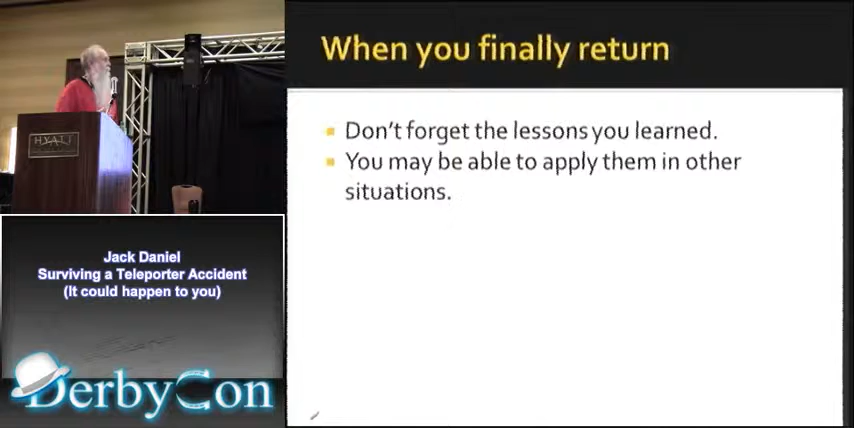 When you finally return
Don't forget the lessons you learned.
You may be able to apply them in other
situations.
HYATT
Jack Daniel
Surviving a Teleporter Accident
(It could happen to you)
DerbyCon